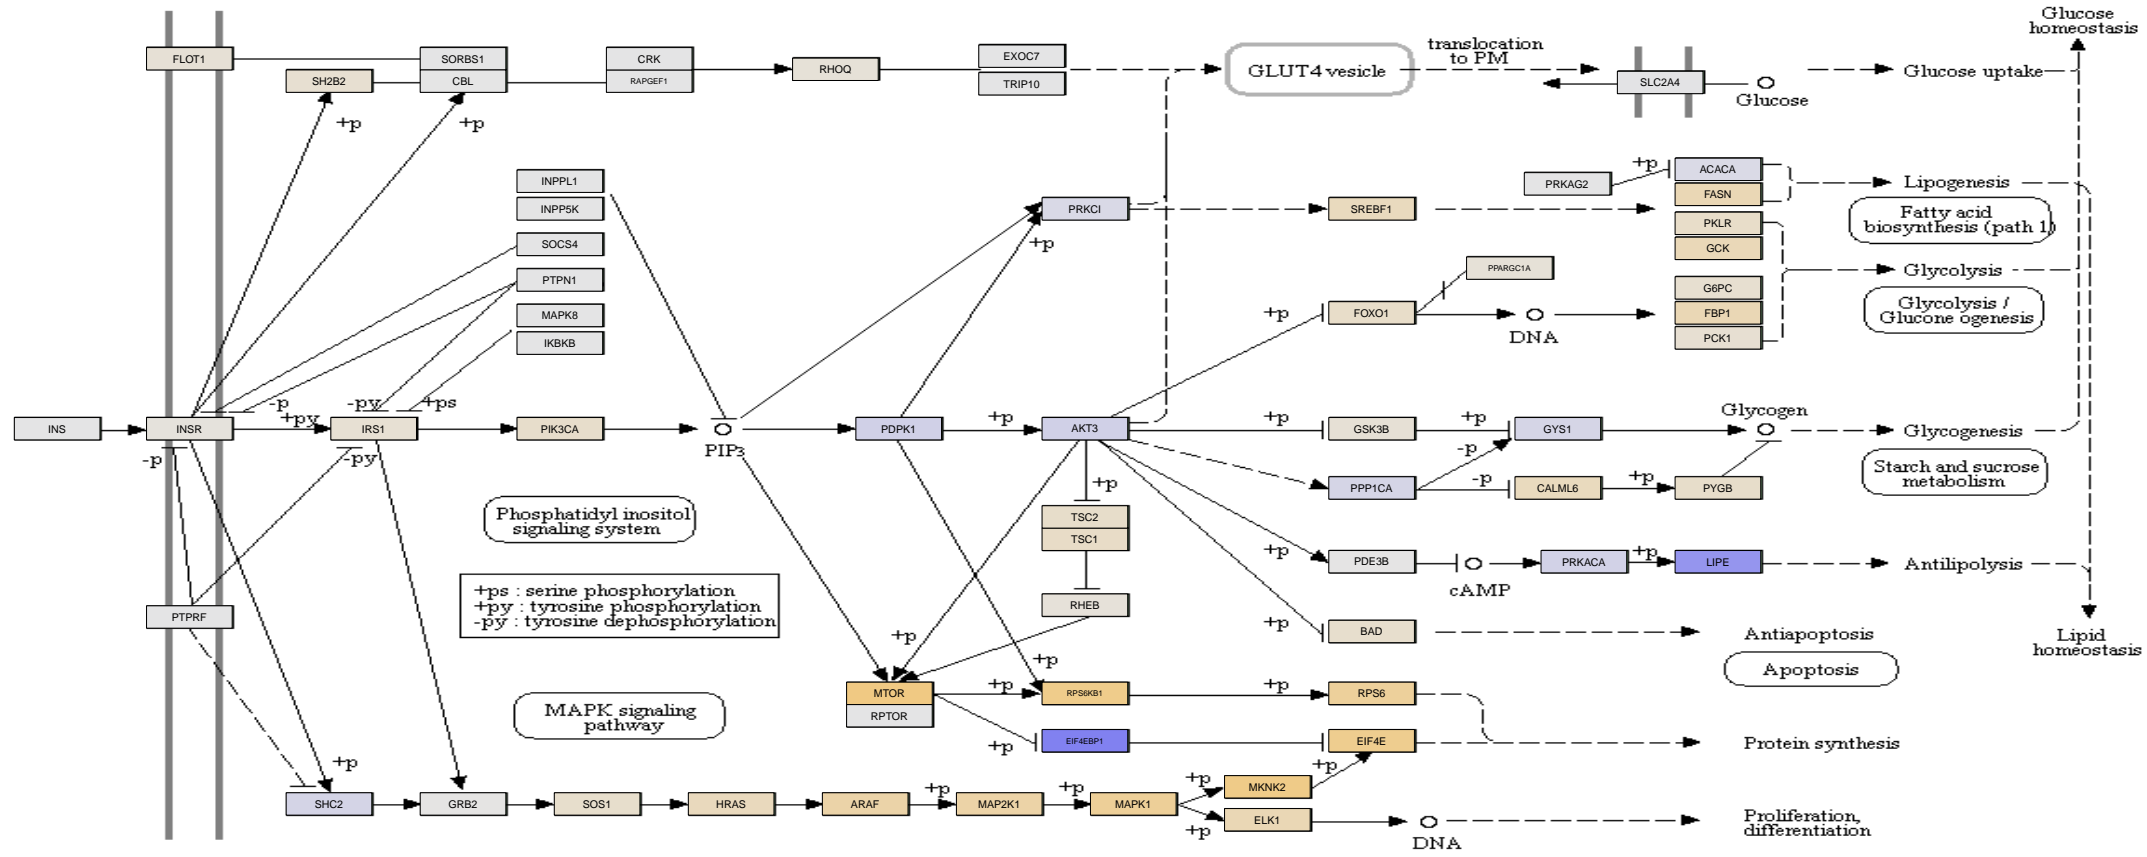 Glucose
homeostasis
FLOT1
SORBS1
CRK
EXOC7
translocation
to PM
SH2B2
CBL
RAPGEF1
RHOQ
TRIP10
GLUT4 vesicle
SLC2A4
Glucose
Glucose uptake
+p
+p
INPPL1
INPP5K
SOCS4
PTPN1
MAPK8
IKBKB
PRKCI
+p
SREBF1
PRKAG2
+p
ACACA
FASN
PKLR
GCK
Lipogenesis
Fatty acid
biosynthesis (path 1)
PPARGC1A
Glycolysis
G6PC
FBP1
PCK1
Glycolysis /
Glucone ogenesis
+p
FOXO1
DNA
-p
+py
-py
+ps
INS
INSR
IRS1
PIK3CA
PIP3
PDPK1
+p
AKT3
+p
GSK3B
+p
-p
GYS1
Glycogen
Glycogenesis
-p
-py
Starch and sucrose
metabolism
PPP1CA
-p
CALML6
+p
PYGB
+p
TSC2
TSC1
Phosphatidyl inositol
signaling system
+p
PDE3B
cAMP
PRKACA
+p
LIPE
Antilipolysis
+ps : serine phosphorylation
+py : tyrosine phosphorylation
-py : tyrosine dephosphorylation
PTPRF
RHEB
+p
+p
BAD
Antiapoptosis
Apoptosis
Lipid
homeostasis
+p
MTOR
RPTOR
+p
RPS6KB1
+p
RPS6
MAPK signaling
pathway
+p
EIF4EBP1
EIF4E
Protein synthesis
+p
SHC2
GRB2
SOS1
HRAS
ARAF
+p
MAP2K1
+p
MAPK1
+p
MKNK2
+p
+p
ELK1
DNA
Proliferation,
differentiation